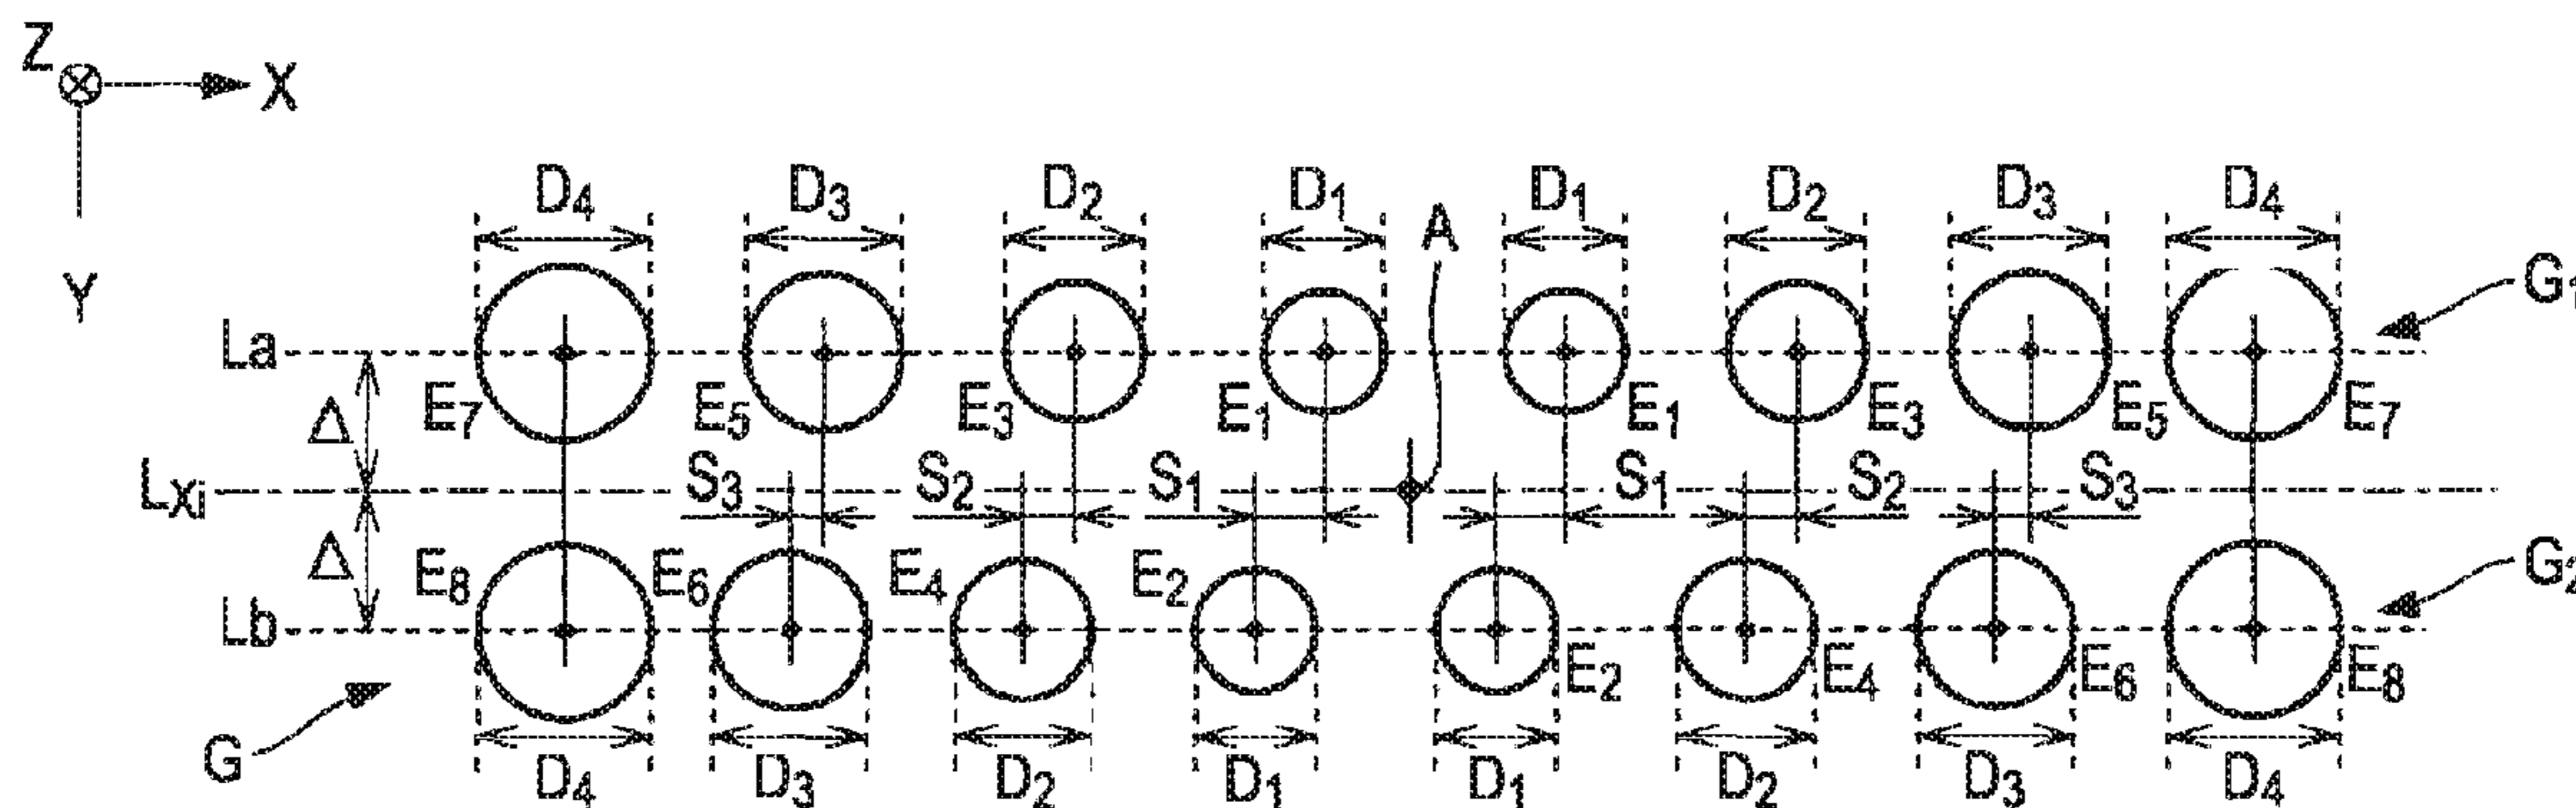 Z
X
Y
D4 D3 D2 D1 A D1 D2 D3 D4
G1
La
E7 E5 E3 E1 E1 E3 E5 E7
Δ
Lxi S3 S2 S1 S1 S2 S3
Δ
E8 E6 E4 E2 G2
Lb
E2 E4 E6 E8
G
D4 D3 D2 D1 D1 D2 D3 D4